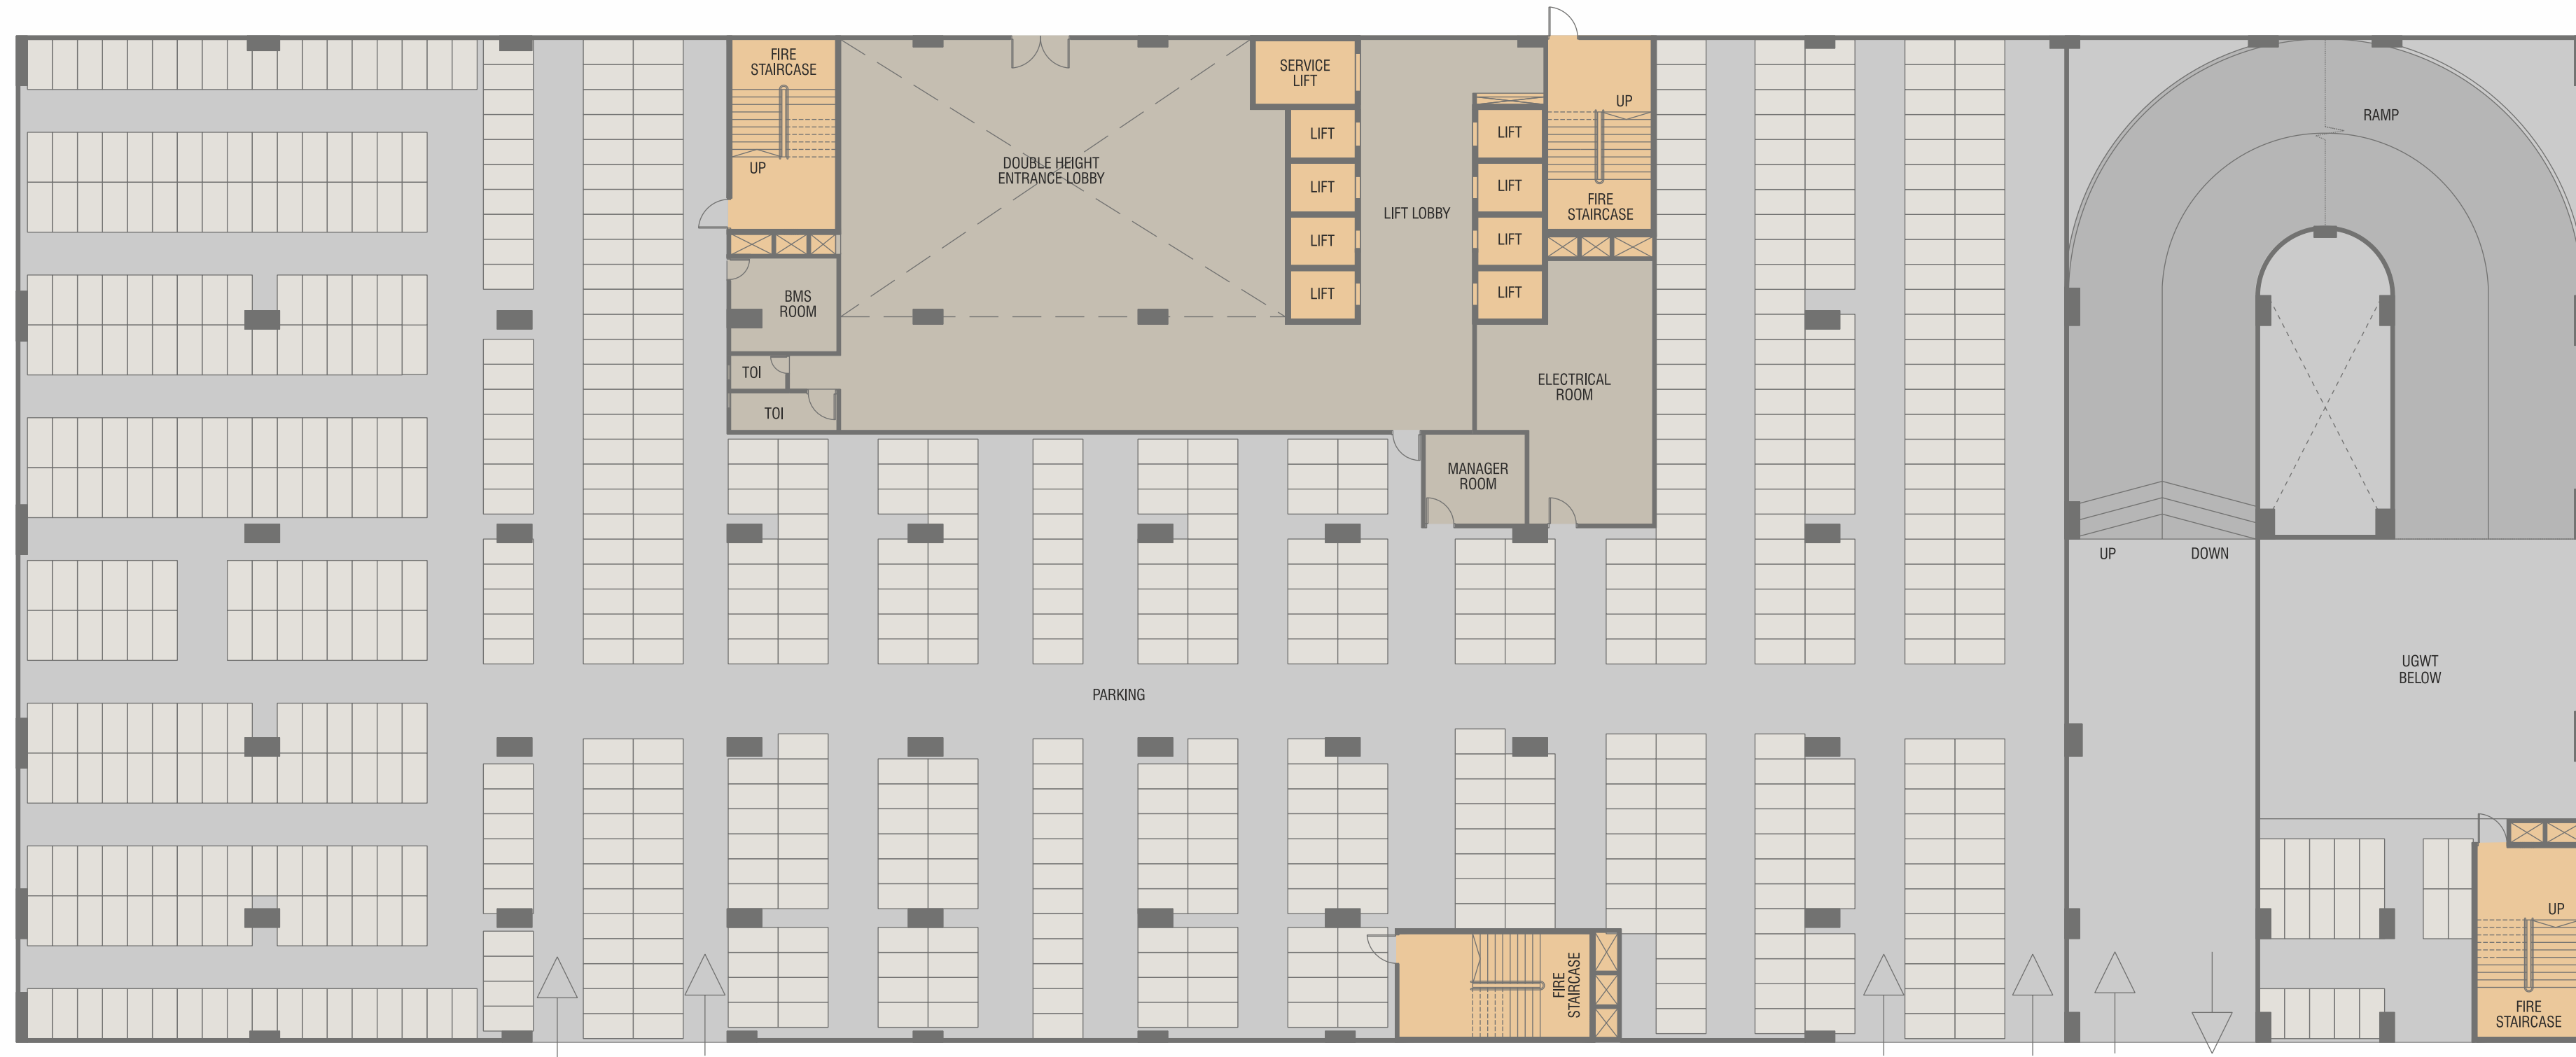 FIRE
STAIRCASE
UP
DOUBLE HEIGHT
ENTRANCE LOBBY
SERVICE
LIFT
LIFT
LIFT
LIFT
LIFT
LIFT LOBBY
LIFT
LIFT
LIFT
LIFT
UP
FIRE
STAIRCASE
RAMP
BMS
ROOM
TOI
TOI
ELECTRICAL
ROOM
MANAGER
ROOM
UP
DOWN
PARKING
UGWT
BELOW
FIRE
STAIRCASE
UP
FIRE
STAIRCASE